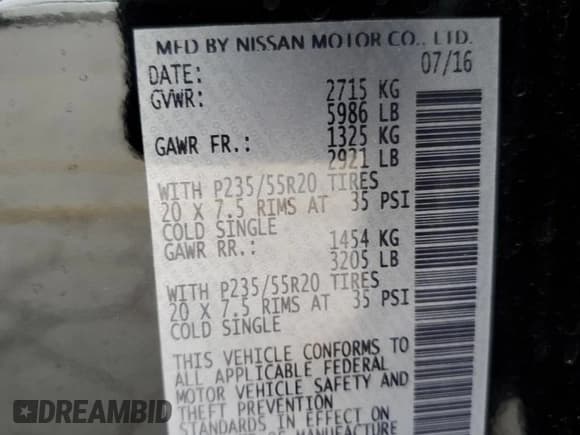 MFD BY NISSAN MOTOR CO., LTD.
DATE: 07/16
GVWR: 2715 KG
5986 LB
GAWR FR.: 1325 KG
2921 LB
WITH P235/55R20 TIRES
20 X 7.5 RIMS AT 35 PSI
COLD SINGLE
GAWR RR.: 1454 KG
3205 LB
WITH P235/55R20 TIRES
20 X 7.5 RIMS AT 35 PSI
COLD SINGLE
THIS VEHICLE CONFORMS TO
ALL APPLICABLE FEDERAL
MOTOR VEHICLE SAFETY AND
THEFT PREVENTION
STANDARDS IN EFFECT ON
MANUFACTURE
DREAMBID